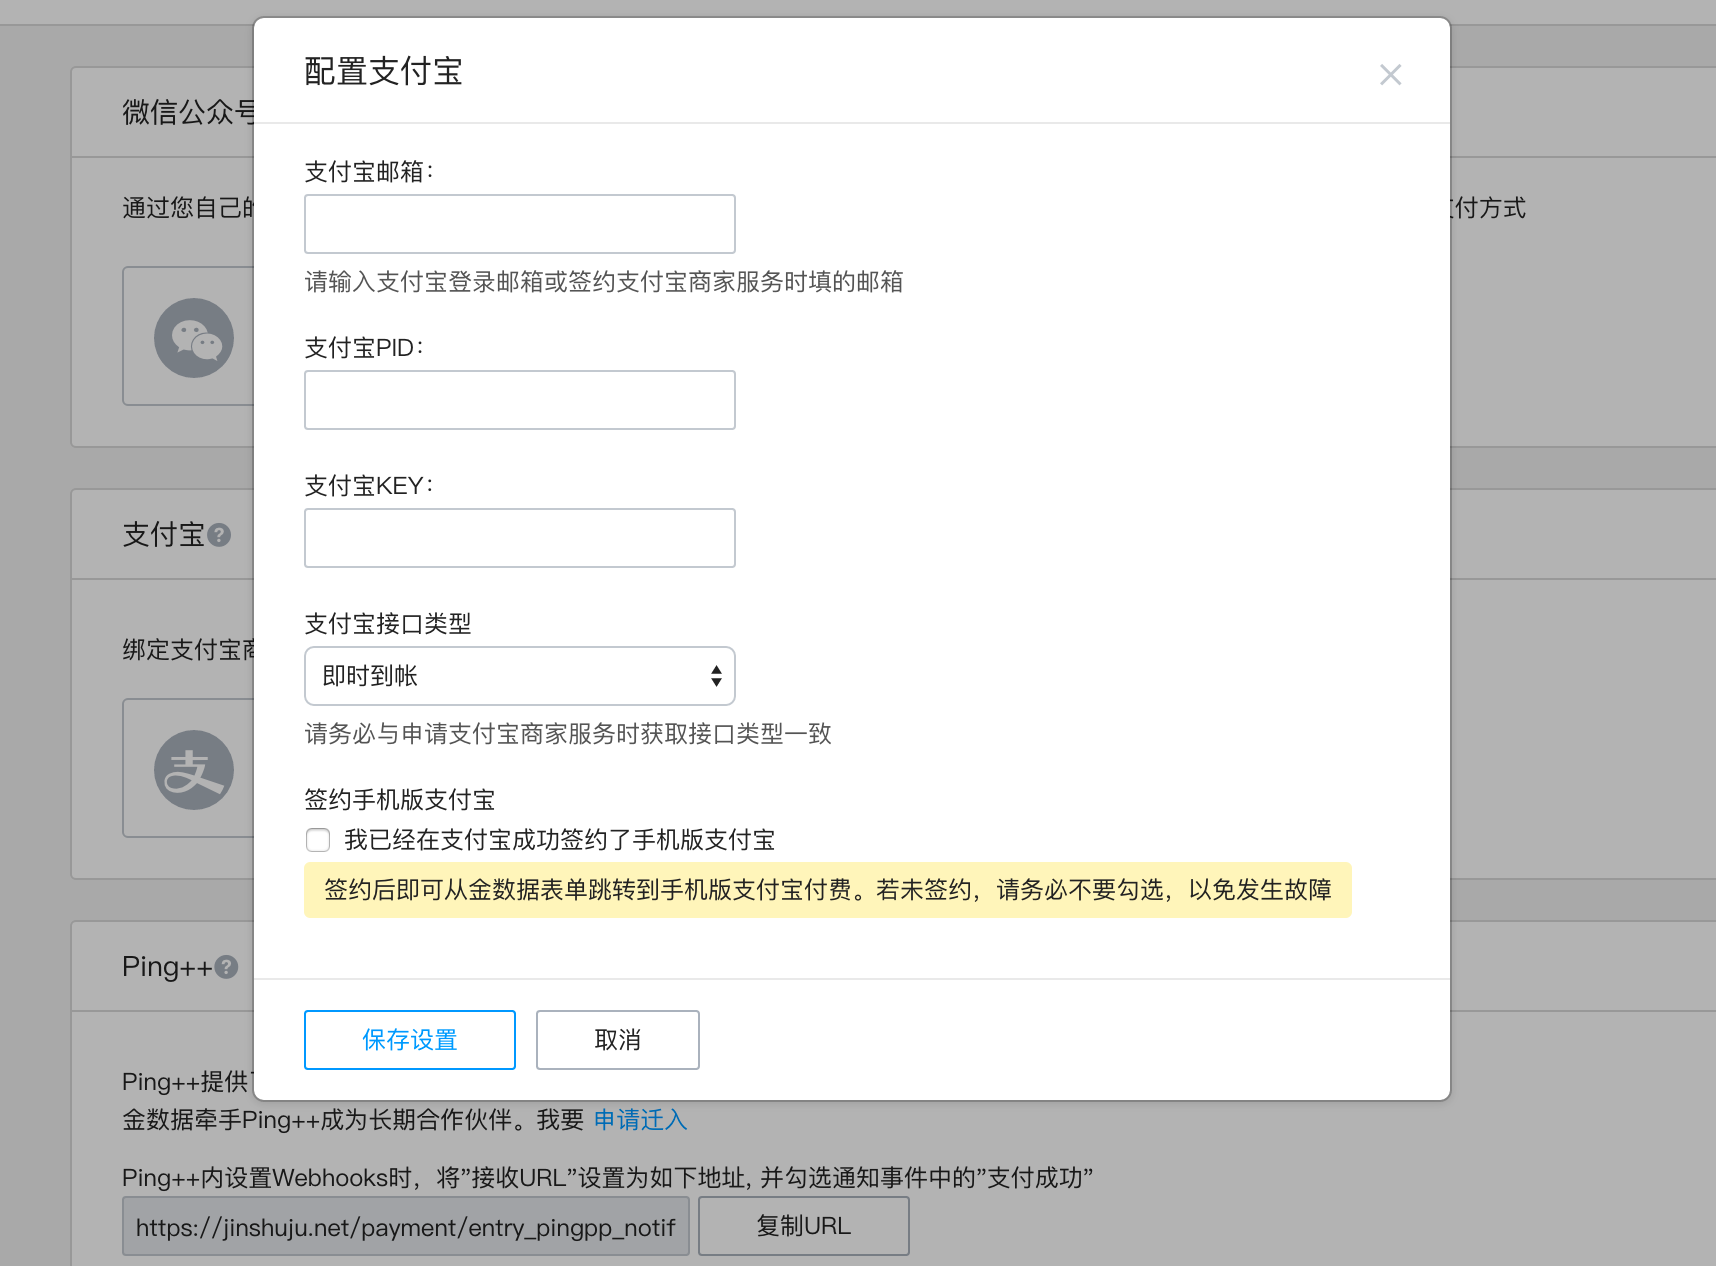 配置支付宝
微信公众号
支付宝邮箱：
通过您自己的
付方式
请输入支付宝登录邮箱或签约支付宝商家服务时填的邮箱
支付宝PID：
支付宝KEY：
支付宝
支付宝接口类型
绑定支付宝商
即时到帐
请务必与申请支付宝商家服务时获取接口类型一致
支
签约手机版支付宝
我已经在支付宝成功签约了手机版支付宝
签约后即可从金数据表单跳转到手机版支付宝付费。若未签约，请务必不要勾选，以免发生故障
Ping++
保存设置
取消
Ping++提供
金数据牵手Ping++成为长期合作伙伴。我要 申请迁入
Ping++内设置Webhooks时，将”接收URL”设置为如下地址, 并勾选通知事件中的”支付成功”
https://jinshuju.net/payment/entry_pingpp_notif
复制URL